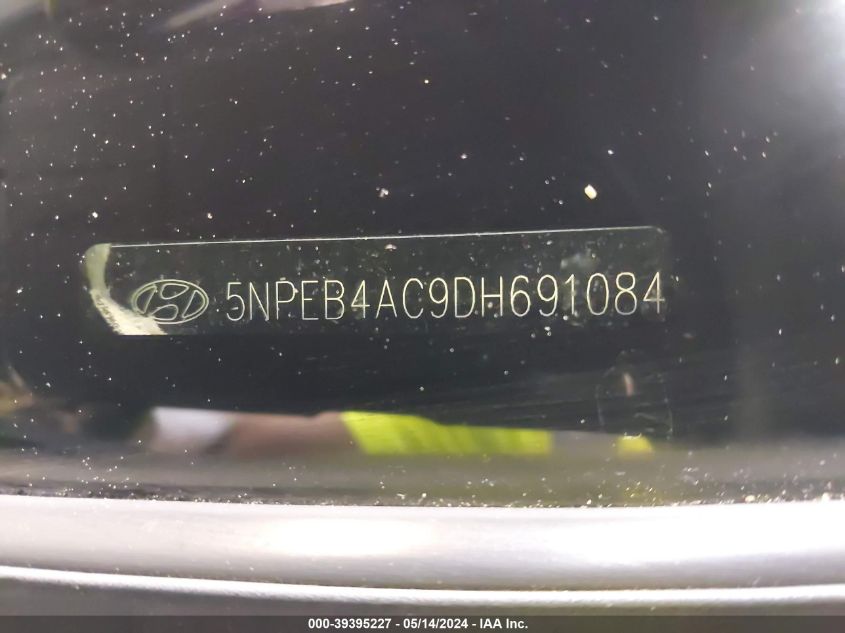 5NPEB4AC9DH691084
000-39395227 - 05/14/2024 - IAA Inc.